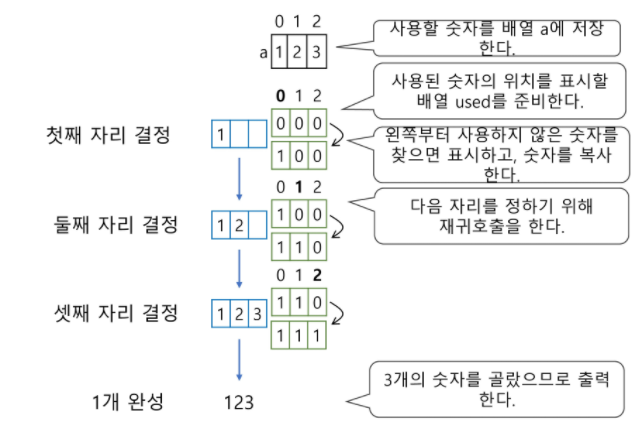 0 1 2
a 1 2 3
사용할 숫자를 배열 a에 저장
한다.
사용된 숫자의 위치를 표시할
배열 used를 준비한다.
0 1 2
첫째 자리 결정
1
0 0 0
1 0 0
왼쪽부터 사용하지 않은 숫자를
찾으면 표시하고, 숫자를 복사
한다.
0 1 2
둘째 자리 결정
1 2
1 0 0
1 1 0
다음 자리를 정하기 위해
재귀호출을 한다.
0 1 2
셋째 자리 결정
1 2 3
1 1 0
1 1 1
1개 완성
123
3개의 숫자를 골랐으므로 출력
한다.